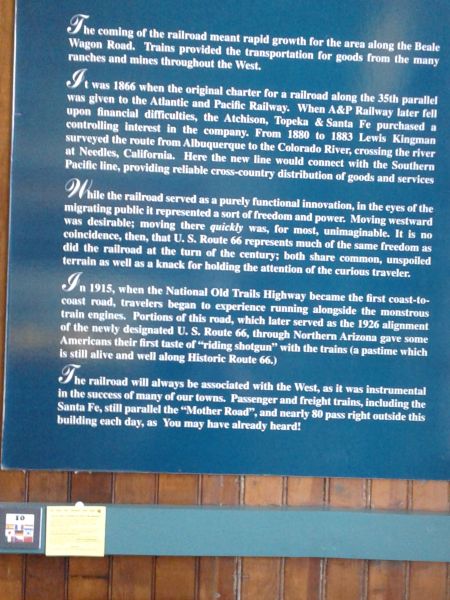 The coming of the railroad meant rapid growth for the area along the Beale
Wagon Road. Trains provided the transportation for goods from the many
ranches and mines throughout the West.
It was 1866 when the original charter for a railroad along the 35th parallel
was given to the Atlantic and Pacific Railway. When A&P Railway later fell
upon financial difficulties, the Atchison, Topeka & Santa Fe purchased a
controlling interest in the company. From 1880 to 1883 Lewis Kingman
surveyed the route from Albuquerque to the Colorado River, crossing the river
at Needles, California. Here the new line would connect with the Southern
Pacific line, providing reliable cross-country distribution of goods and services
While the railroad served as a purely functional innovation, in the eyes of the
migrating public it represented a sort of freedom and power. Moving westward
was desirable; moving there quickly was, for most, unimaginable. It is no
coincidence, then, that U. S. Route 66 represents much of the same freedom as
did the railroad at the turn of the century; both share common, unspoiled
terrain as well as a knack for holding the attention of the curious traveler.
In 1915, when the National Old Trails Highway became the first coast-to-
coast road, travelers began to experience running alongside the monstrous
train engines. Portions of this road, which later served as the 1926 alignment
of the newly designated U. S. Route 66, through Northern Arizona gave some
Americans their first taste of "riding shotgun" with the trains (a pastime which
is still alive and well along Historic Route 66.)
The railroad will always be associated with the West, as it was instrumental
in the success of many of our towns. Passenger and freight trains, including the
Santa Fe, still parallel the "Mother Road", and nearly 80 pass right outside this
building each day, as You may have already heard!
10